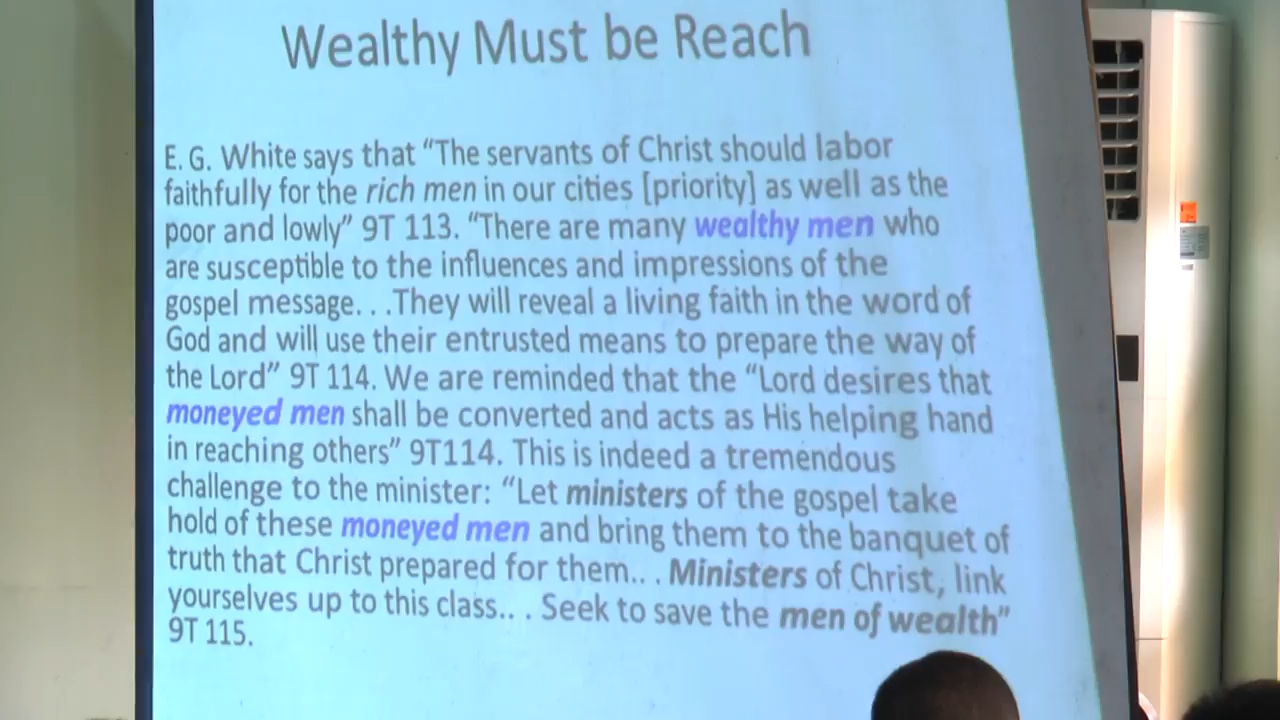 Wealthy Must be Reach
E. G. White says that “The servants of Christ should labor
faithfully for the rich men in our cities [priority] as well as the
poor and lowly” 9T 113. “There are many wealthy men who
are susceptible to the influences and impressions of the
gospel message. . .They will reveal a living faith in the word of
God and will use their entrusted means to prepare the way of
the Lord” 9T 114. We are reminded that the “Lord desires that
moneyed men shall be converted and acts as His helping hand
in reaching others” 9T114. This is indeed a tremendous
challenge to the minister: “Let ministers of the gospel take
hold of these moneyed men and bring them to the banquet of
truth that Christ prepared for them.. . Ministers of Christ, link
yourselves up to this class.. . Seek to save the men of wealth”
9T 115.